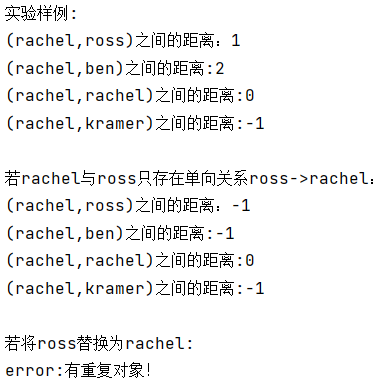 实验样例:
(rachel,ross)之间的距离：1
(rachel,ben)之间的距离:2
(rachel,rachel)之间的距离:0
(rachel,kramer)之间的距离:-1
若rachel与ross只存在单向关系ross->rachel：
(rachel,ross)之间的距离：-1
(rachel,ben)之间的距离:-1
(rachel,rachel)之间的距离:0
(rachel,kramer)之间的距离:-1
若将ross替换为rachel:
error:有重复对象!